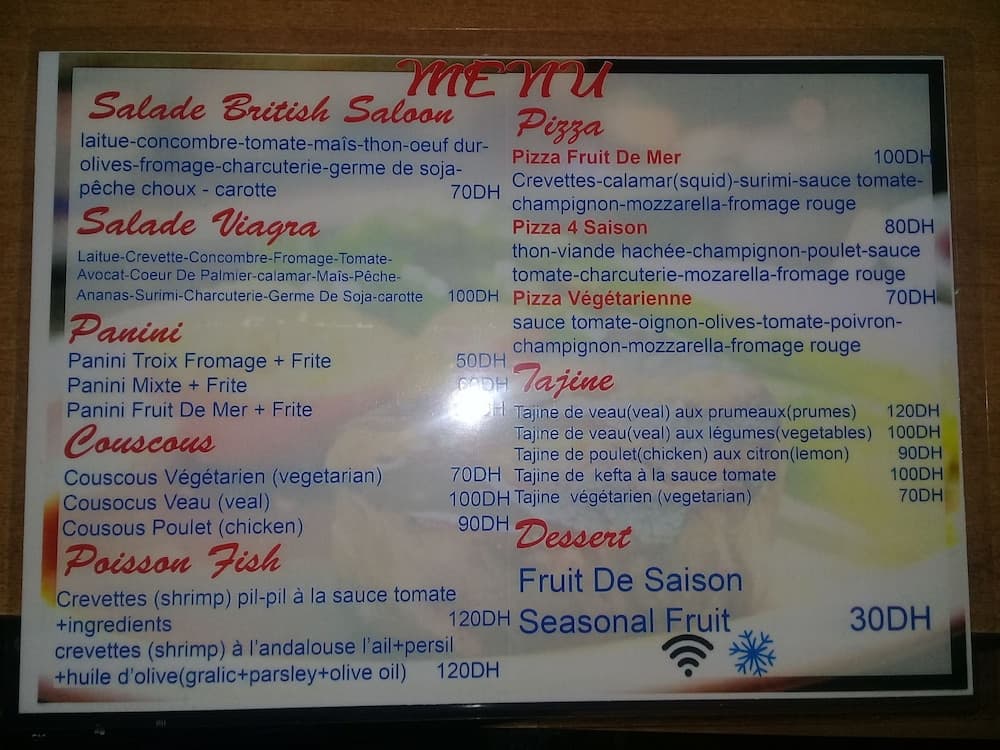 MENU
Salade British Saloon
laitue-concombre-tomate-maîs-thon-oeuf dur-
olives-fromage-charcuterie-germe de soja-
pêche choux - carotte 70DH
Salade Viagra
Laitue-Crevette-Concombre-Fromage-Tomate-
Avocat-Coeur De Palmier-calamar-Maîs-Pêche-
Ananas-Surimi-Charcuterie-Germe De Soja-carotte 100DH
Panini
Panini Troix Fromage + Frite 50DH
Panini Mixte + Frite 60DH
Panini Fruit De Mer + Frite
Couscous
Couscous Végétarien (vegetarian) 70DH
Cousocus Veau (veal) 100DH
Cousous Poulet (chicken) 90DH
Poisson Fish
Crevettes (shrimp) pil-pil à la sauce tomate
+ingredients 120DH
crevettes (shrimp) à l'andalouse l'ail+persil
+huile d'olive(gralic+parsley+olive oil) 120DH
Pizza
Pizza Fruit De Mer 100DH
Crevettes-calamar(squid)-surimi-sauce tomate-
champignon-mozzarella-fromage rouge
Pizza 4 Saison 80DH
thon-viande hachée-champignon-poulet-sauce
tomate-charcuterie-mozarella-fromage rouge
Pizza Végétarienne 70DH
sauce tomate-oignon-olives-tomate-poivron-
champignon-mozzarella-fromage rouge
Tajine
Tajine de veau(veal) aux prumeaux(prumes) 120DH
Tajine de veau(veal) aux légumes(vegetables) 100DH
Tajine de poulet(chicken) aux citron(lemon) 90DH
Tajine de kefta à la sauce tomate 100DH
Tajine végétarien (vegetarian) 70DH
Dessert
Fruit De Saison
Seasonal Fruit 30DH